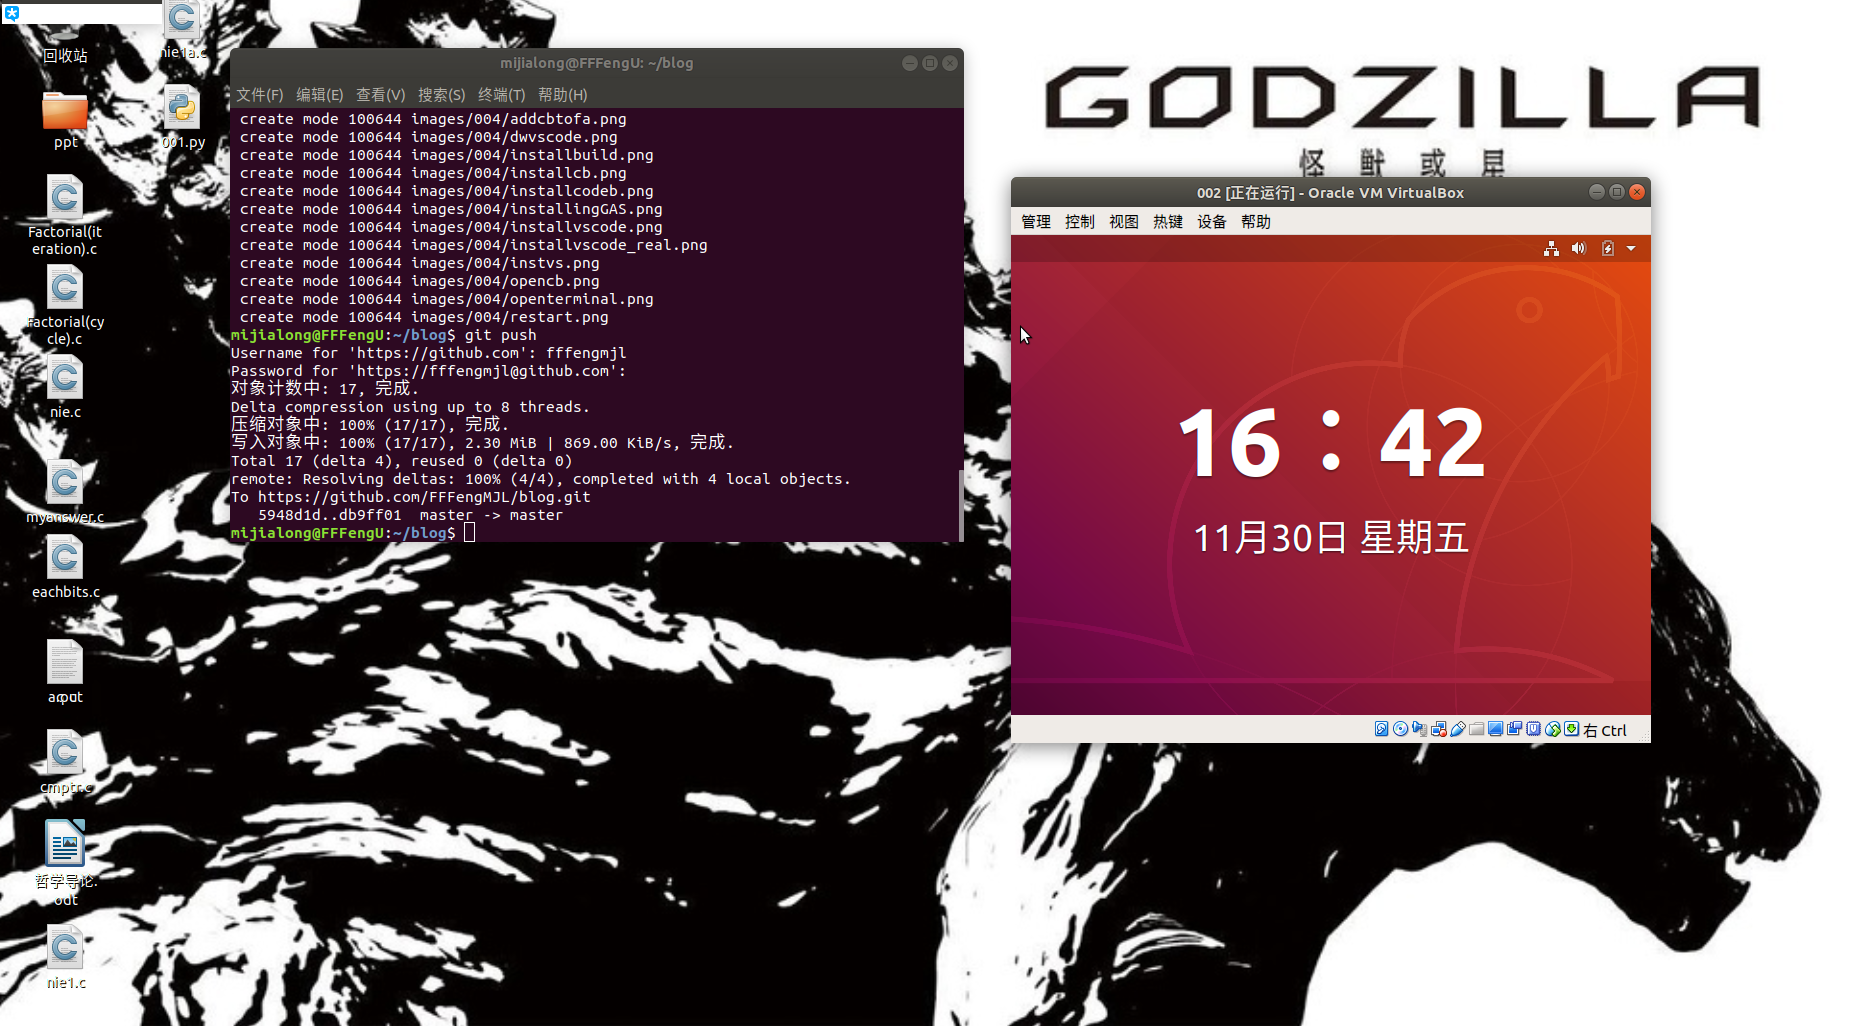 回收站
ppt
Factorial(it
eration).c
Factorial(cy
cle).c
nie.c
myanswer.c
eachbits.c
cmptr.c
哲学导论.
odt
nie1.c
nie1a.c
001.py
mijialong@FFFengU: ~/blog
文件(F) 编辑(E) 查看(V) 搜索(S) 终端(T) 帮助(H)
create mode 100644 images/004/addcbtofa.png
create mode 100644 images/004/dwvscode.png
create mode 100644 images/004/installbuild.png
create mode 100644 images/004/installcb.png
create mode 100644 images/004/installcodeb.png
create mode 100644 images/004/installingGAS.png
create mode 100644 images/004/installvscode.png
create mode 100644 images/004/installvscode_real.png
create mode 100644 images/004/instvs.png
create mode 100644 images/004/opencb.png
create mode 100644 images/004/openterminal.png
create mode 100644 images/004/restart.png
mijialong@FFFengU:~/blog$ git push
Username for 'https://github.com': fffengmjl
Password for 'https://fffengmjl@github.com':
对象计数中: 17, 完成.
Delta compression using up to 8 threads.
压缩对象中: 100% (17/17), 完成.
写入对象中: 100% (17/17), 2.30 MiB | 869.00 KiB/s, 完成.
Total 17 (delta 4), reused 0 (delta 0)
remote: Resolving deltas: 100% (4/4), completed with 4 local objects.
To https://github.com/FFFengMJL/blog.git
5948d1d..db9ff01  master -> master
mijialong@FFFengU:~/blog$
GODZILLA
怪獣惑星
002 [正在运行] - Oracle VM VirtualBox
管理 控制 视图 热键 设备 帮助
16：42
11月30日 星期五
右 Ctrl